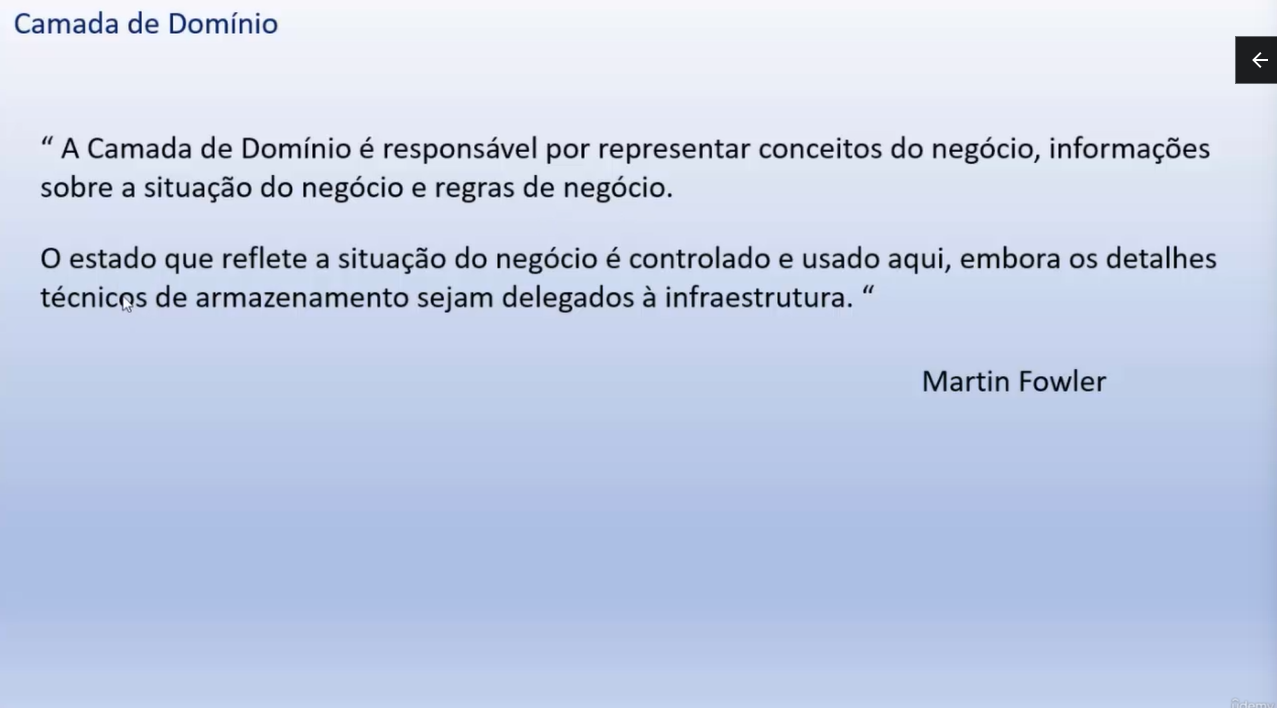 Camada de Domínio
“ A Camada de Domínio é responsável por representar conceitos do negócio, informações
sobre a situação do negócio e regras de negócio.
O estado que reflete a situação do negócio é controlado e usado aqui, embora os detalhes
técnicos de armazenamento sejam delegados à infraestrutura. “
Martin Fowler